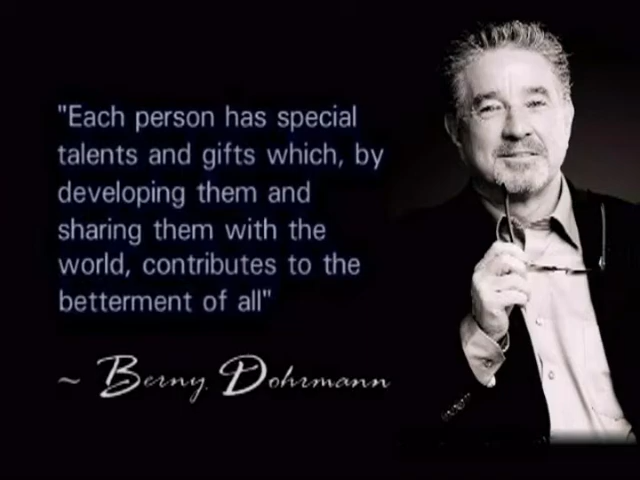 "Each person has special
talents and gifts which, by
developing them and
sharing them with the
world, contributes to the
betterment of all"
~ Berny Dohrmann